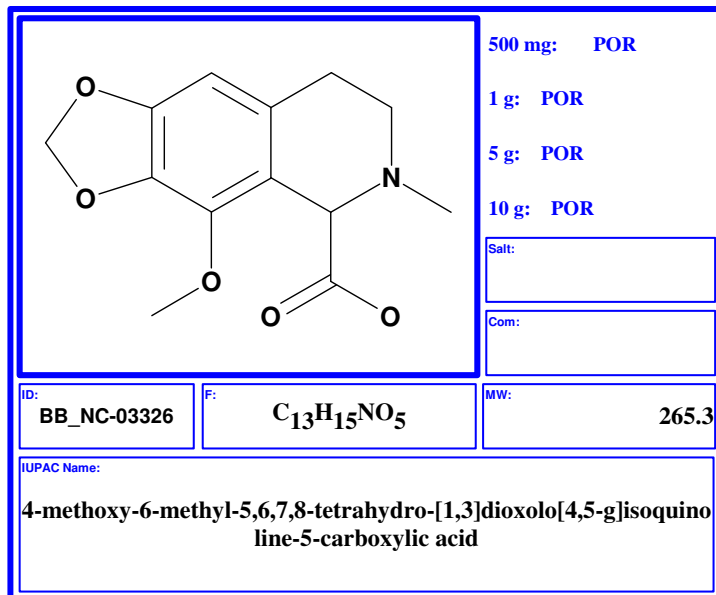 500 mg: POR
1 g: POR
5 g: POR
10 g: POR
O
O
N
O
O
O
Salt:
Com:
ID:
BB_NC-03326
F:
C13H15NO5
MW:
265.3
IUPAC Name:
4-methoxy-6-methyl-5,6,7,8-tetrahydro-[1,3]dioxolo[4,5-g]isoquino
line-5-carboxylic acid